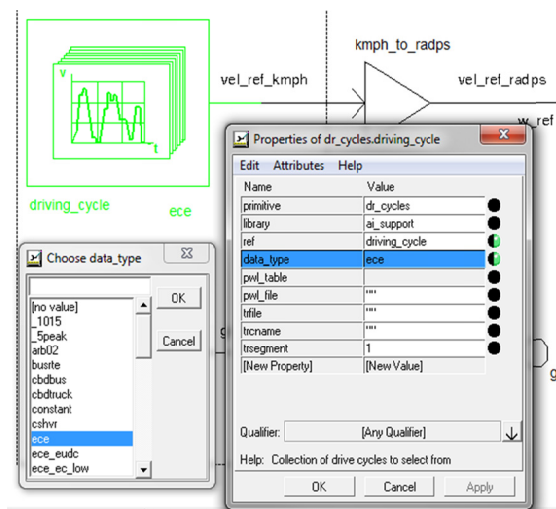 kmph_to_radps
vel_ref_kmph
vel_ref_radps
w_ref
v
t
driving_cycle
ece
Properties of dr_cycles.driving_cycle
Edit Attributes Help
Name Value
primitive dr_cycles
library ai_support
ref driving_cycle
data_type ece
pwl_table
pwl_file ""
trfile ""
trcname ""
trsegment 1
[New Property] [New Value]
Qualifier: [Any Qualifier]
Help: Collection of drive cycles to select from
OK Cancel Apply
Choose data_type
OK
Cancel
[no value]
_1015
_5peak
arb02
busrte
cbdbus
cbdtruck
constant
cshvr
ece
ece_eudc
ece_ec_low
g
g